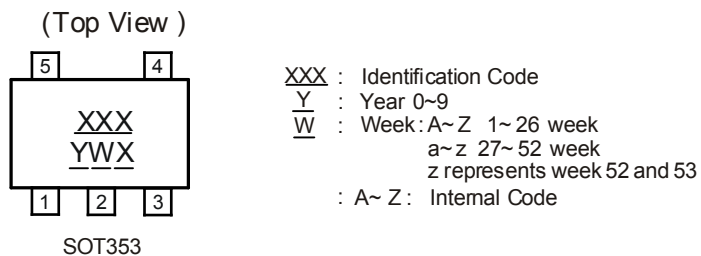 (Top View )
5 4
XXX
YWX
1 2 3
SOT353
XXX : Identification Code
Y : Year 0~9
W : Week : A~ Z 1~ 26 week
a~ z 27~ 52 week
z represents week 52 and 53
: A~ Z : Internal Code